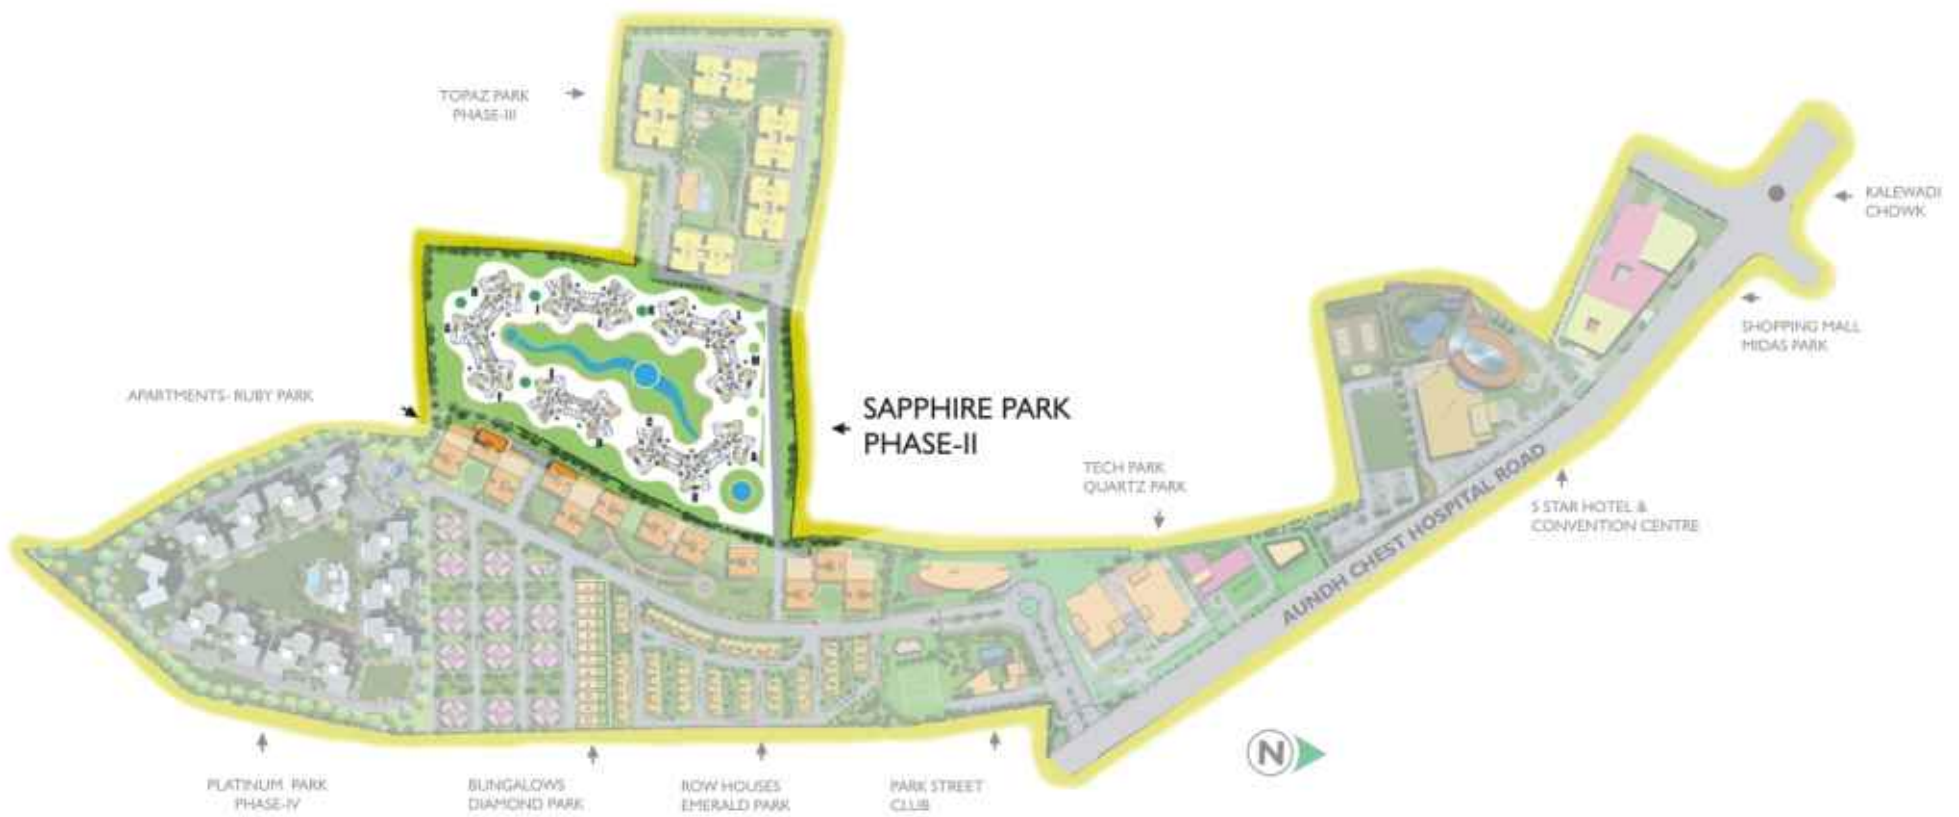 TOPAZ PARK
PHASE-III
KALEWADI
CHOWK
SHOPPING MALL
MIDAS PARK
APARTMENTS- RUBY PARK
SAPPHIRE PARK
PHASE-II
TECH PARK
QUARTZ PARK
AUNDH CHEST HOSPITAL ROAD
5 STAR HOTEL &
CONVENTION CENTRE
N
PLATINUM PARK
PHASE-IV
BUNGALOWS
DIAMOND PARK
ROW HOUSES
EMERALD PARK
PARK STREET
CLUB